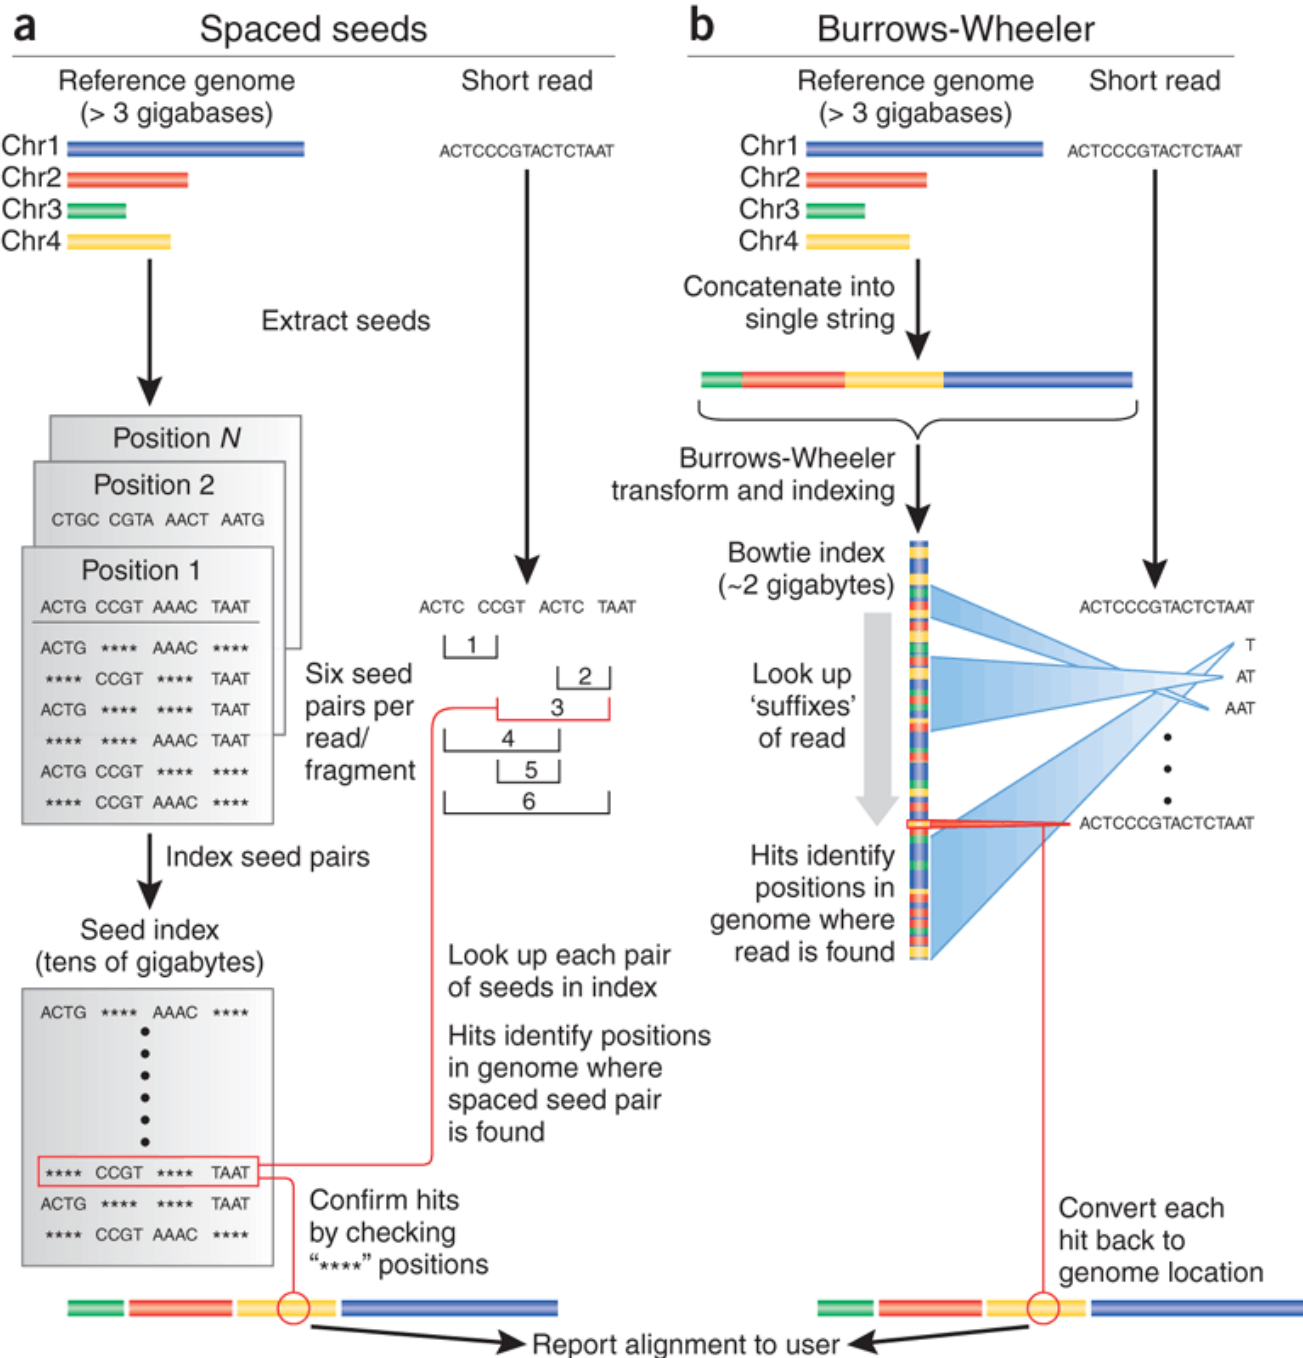 a Spaced seeds
Reference genome
(> 3 gigabases)
Short read
Chr1
Chr2
Chr3
Chr4
ACTCCCGTACTCTAAT
Extract seeds
Position N
Position 2
CTGC CGTA AACT AATG
Position 1
ACTG CCGT AAAC TAAT
ACTG **** AAAC ****
**** CCGT **** TAAT
ACTG **** **** TAAT
**** **** AAAC TAAT
ACTG CCGT **** ****
**** CCGT AAAC ****
Six seed
pairs per
read/
fragment
ACTC CCGT ACTC TAAT
1
2
3
4
5
6
Index seed pairs
Seed index
(tens of gigabytes)
ACTG **** AAAC ****
**** CCGT **** TAAT
ACTG **** **** TAAT
**** CCGT AAAC ****
Look up each pair
of seeds in index
Hits identify positions
in genome where
spaced seed pair
is found
Confirm hits
by checking
“****” positions
b Burrows-Wheeler
Reference genome
(> 3 gigabases)
Short read
Chr1
Chr2
Chr3
Chr4
ACTCCCGTACTCTAAT
Concatenate into
single string
Burrows-Wheeler
transform and indexing
Bowtie index
(~2 gigabytes)
ACTCCCGTACTCTAAT
T
AT
AAT
ACTCCCGTACTCTAAT
Look up
‘suffixes’
of read
Hits identify
positions in
genome where
read is found
Convert each
hit back to
genome location
Report alignment to user